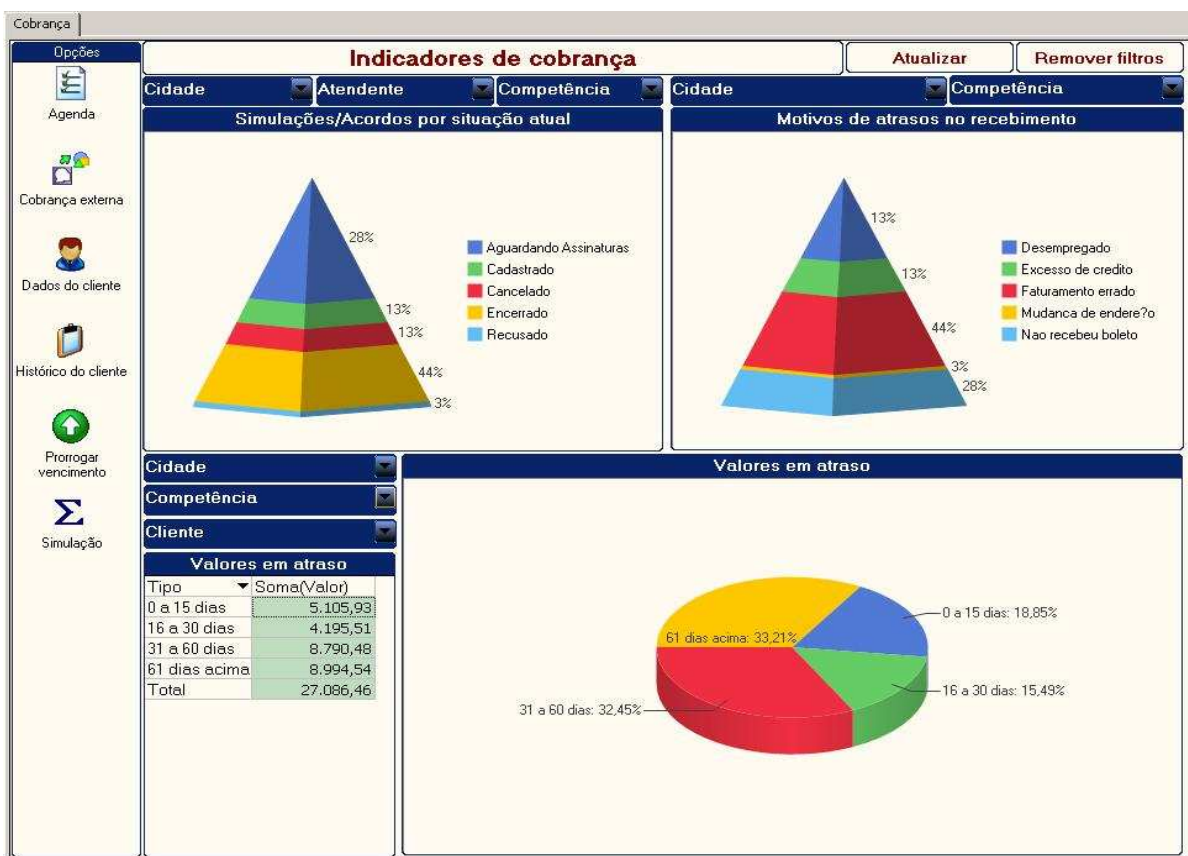 Cobrança
Opções
Agenda
Cobrança externa
Dados do cliente
Histórico do cliente
Prorrogar
vencimento
Simulação
Indicadores de cobrança
Atualizar
Remover filtros
Cidade
Atendente
Competência
Cidade
Competência
Simulações/Acordos por situação atual
28%
13%
13%
44%
3%
Aguardando Assinaturas
Cadastrado
Cancelado
Encerrado
Recusado
Motivos de atrasos no recebimento
13%
13%
44%
3%
28%
Desempregado
Excesso de credito
Faturamento errado
Mudanca de endere?o
Nao recebeu boleto
Cidade
Competência
Cliente
Valores em atraso
Tipo Soma(Valor)
0 a 15 dias 5.105,93
16 a 30 dias 4.195,51
31 a 60 dias 8.790,48
61 dias acima 8.994,54
Total 27.086,46
Valores em atraso
0 a 15 dias: 18,85%
61 dias acima: 33,21%
16 a 30 dias: 15,49%
31 a 60 dias: 32,45%